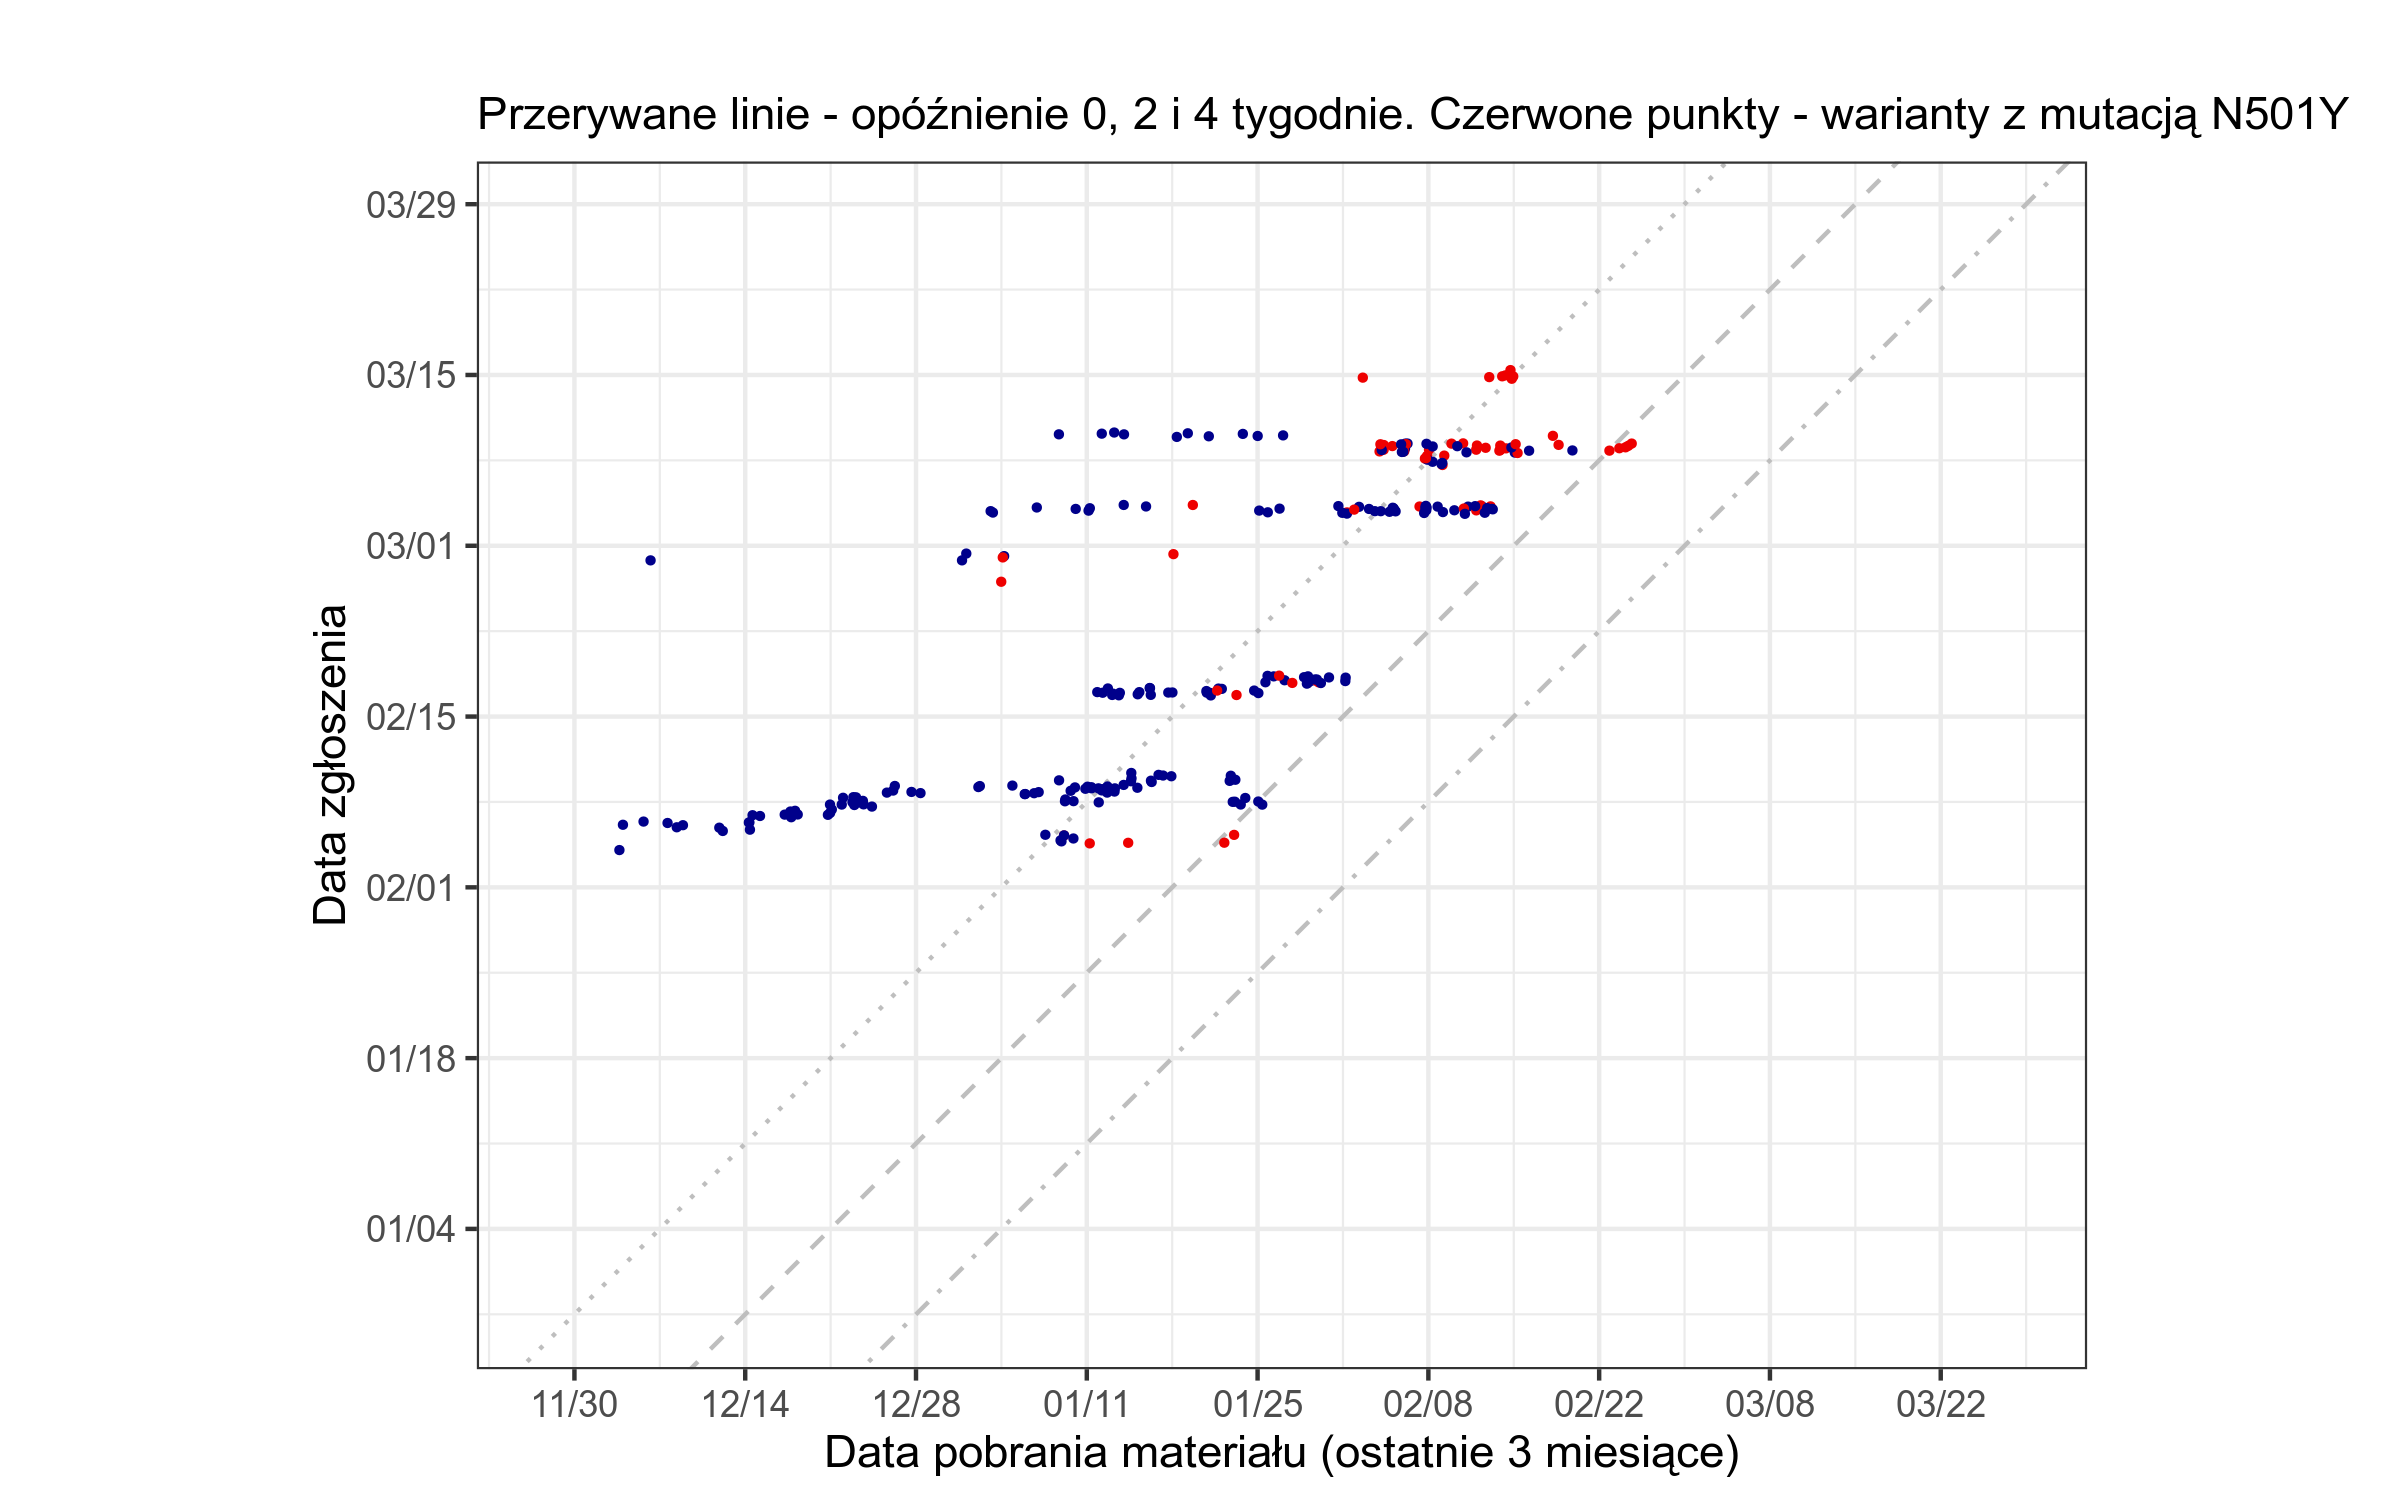 Przerywane linie - opóźnienie 0, 2 i 4 tygodnie. Czerwone punkty - warianty z mutacją N501Y
Data zgłoszenia
03/29
03/15
03/01
02/15
02/01
01/18
01/04
11/30 12/14 12/28 01/11 01/25 02/08 02/22 03/08 03/22
Data pobrania materiału (ostatnie 3 miesiące)